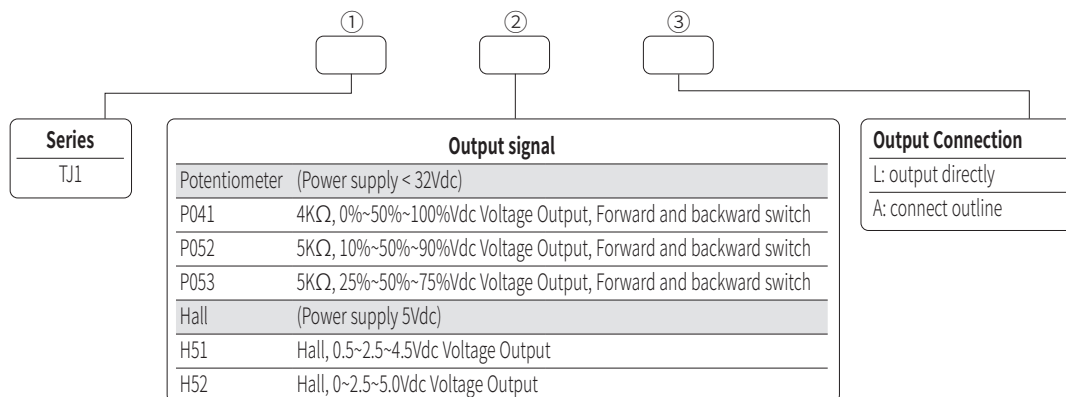 ① ② ③
Series
TJ1
Output signal
Potentiometer (Power supply < 32Vdc)
P041 4KΩ, 0%~50%~100%Vdc Voltage Output, Forward and backward switch
P052 5KΩ, 10%~50%~90%Vdc Voltage Output, Forward and backward switch
P053 5KΩ, 25%~50%~75%Vdc Voltage Output, Forward and backward switch
Hall (Power supply 5Vdc)
H51 Hall, 0.5~2.5~4.5Vdc Voltage Output
H52 Hall, 0~2.5~5.0Vdc Voltage Output
Output Connection
L: output directly
A: connect outline